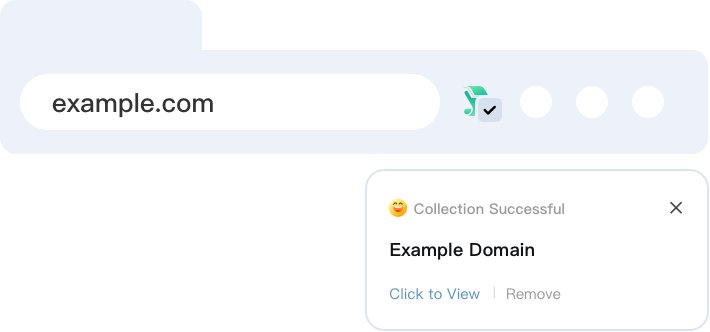 example.com
Collection Successful
Example Domain
Click to View | Remove